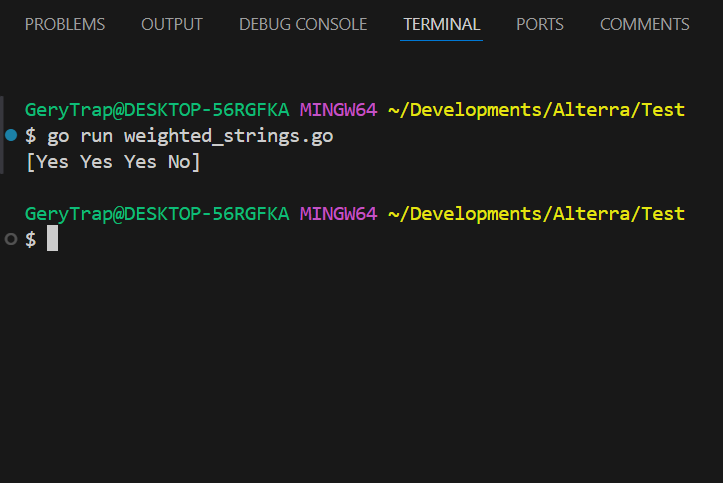 PROBLEMS OUTPUT DEBUG CONSOLE TERMINAL PORTS COMMENTS
GeryTrap@DESKTOP-56RGFKA MINGW64 ~/Developments/Alterra/Test
$ go run weighted_strings.go
[Yes Yes Yes No]
GeryTrap@DESKTOP-56RGFKA MINGW64 ~/Developments/Alterra/Test
$